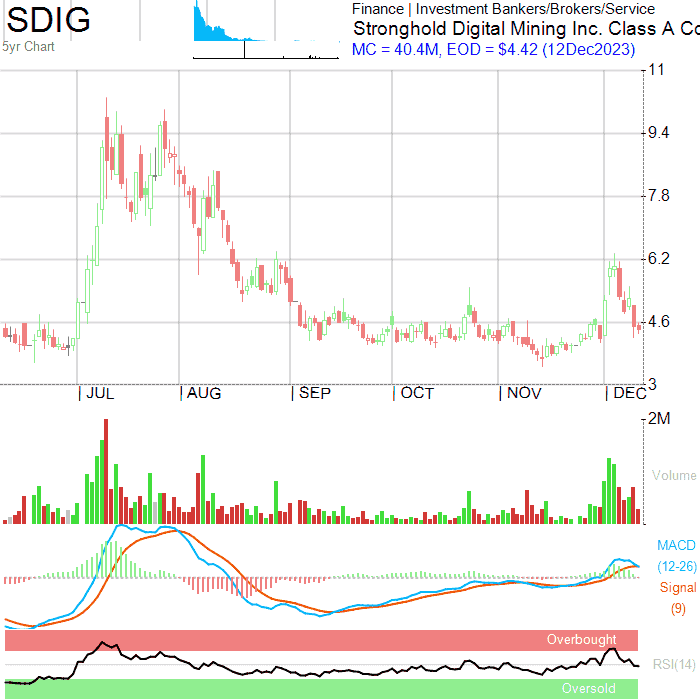 SDIG
5yr Chart
Finance | Investment Bankers/Brokers/Service
Stronghold Digital Mining Inc. Class A Co
MC = 40.4M, EOD = $4.42 (12Dec2023)
11
9.4
7.8
6.2
4.6
3
JUL AUG SEP OCT NOV DEC
2M
Volume
MACD
(12-26)
Signal
(9)
Overbought
RSI(14)
Oversold